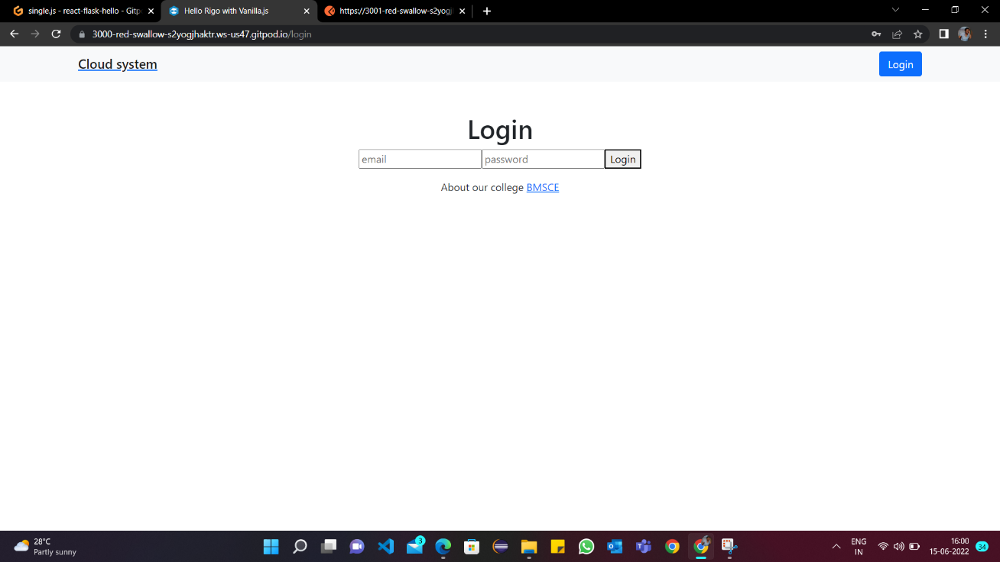 single.js - react-flask-hello - Gitp
Hello Rigo with Vanilla.js
https://3001-red-swallow-s2yogj
3000-red-swallow-s2yogjhaktr.ws-us47.gitpod.io/login
Cloud system
Login
Login
email
password
Login
About our college BMSCE
28°C
Partly sunny
3
ENG
IN
16:00
15-06-2022
34